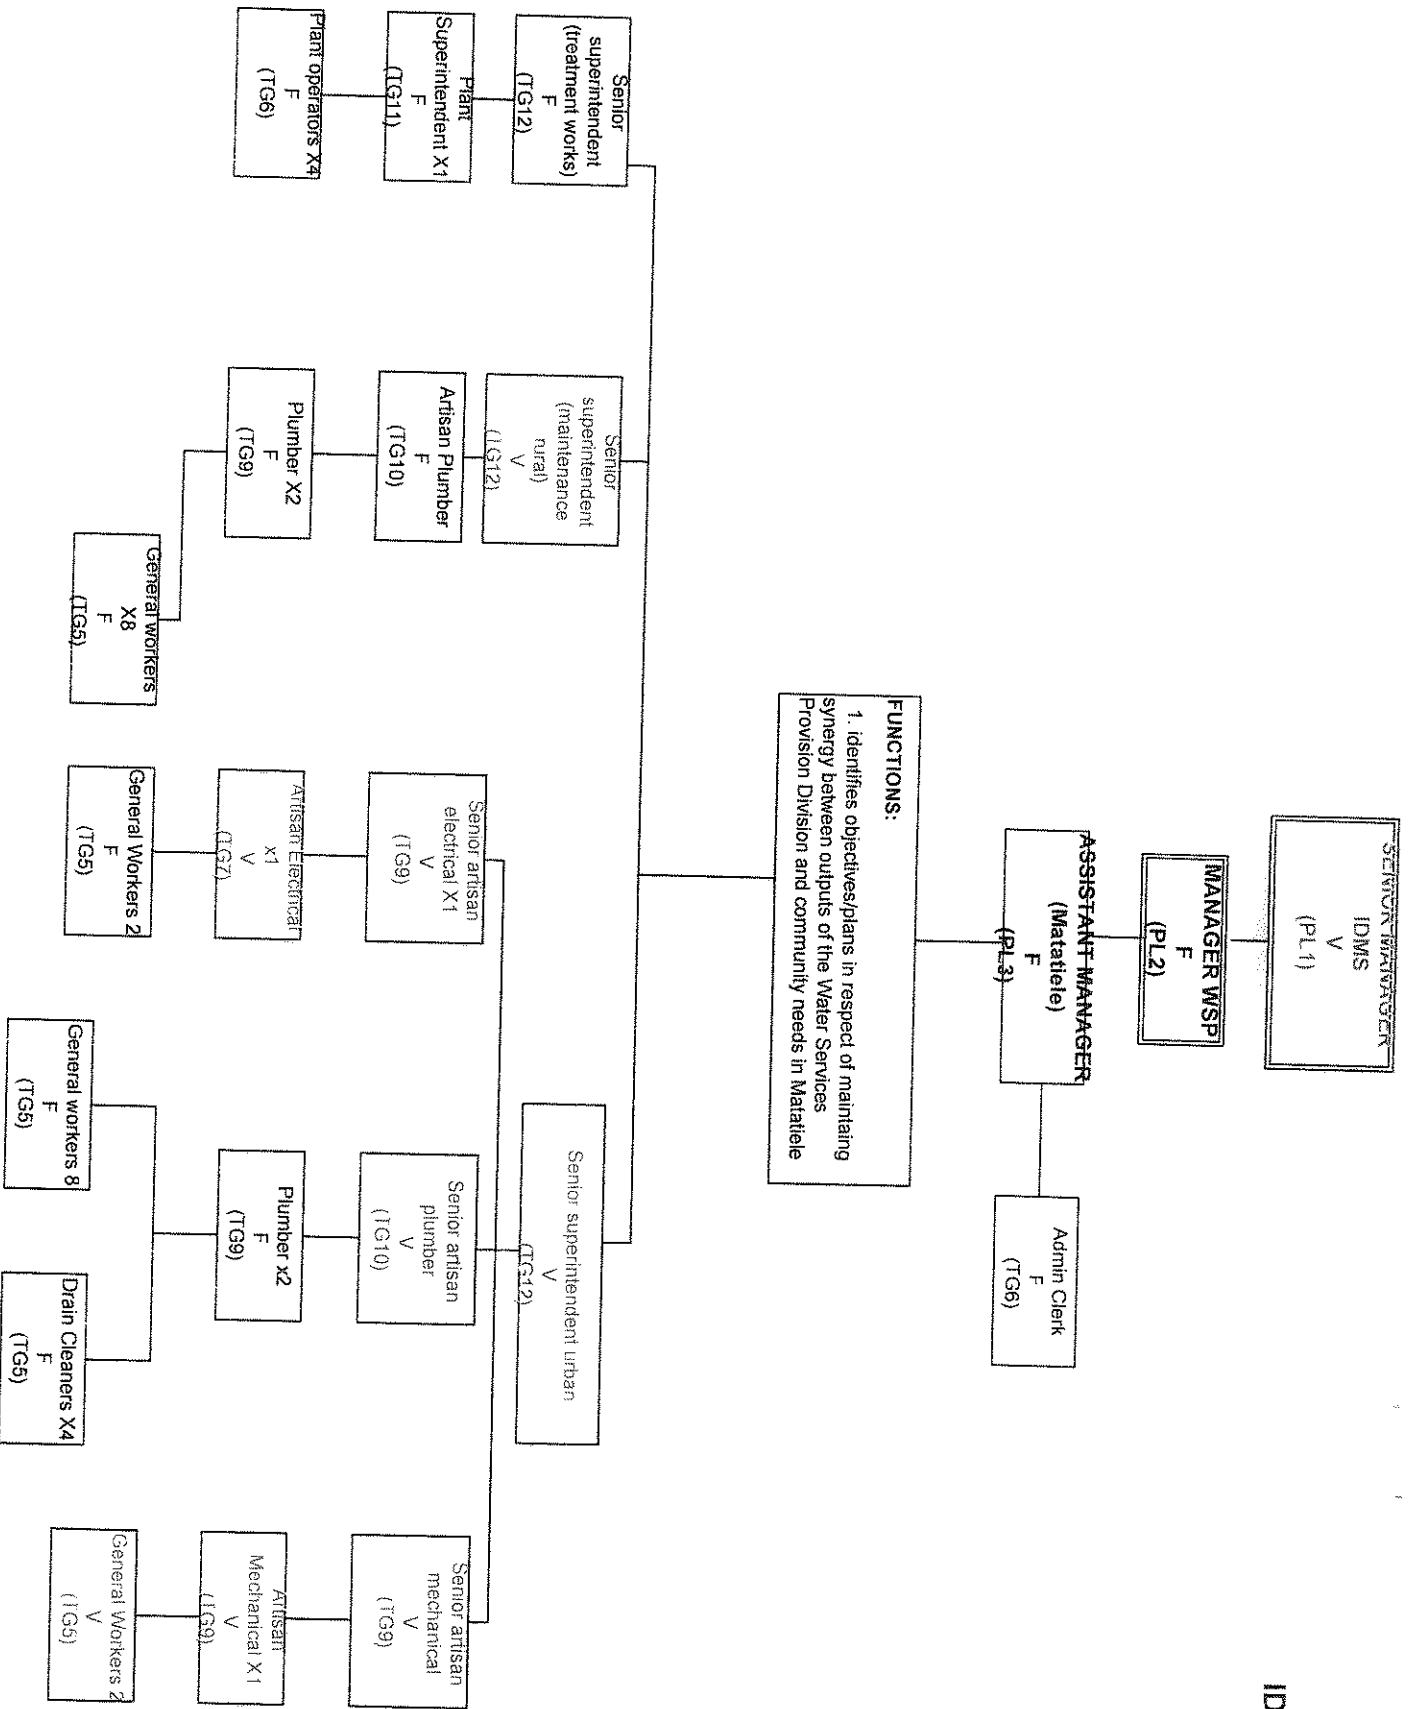 ID
SENIOR MANAGER
IDMS
V
(PL1)
MANAGER WSP
F
(PL2)
ASSISTANT MANAGER
(Matatiele)
F
(PL3)
Admin Clerk
F
(TG6)
FUNCTIONS:
1. identifies objectives/plans in respect of maintaing
synergy between outputs of the Water Services
Provision Division and community needs in Matatiele
Senior
superintendent
(treatment works)
F
(TG12)
Plant
Superintendent X1
F
(TG11)
Plant operators X4
F
(TG6)
Senior
superintendent
(maintenance
rural)
V
(TG12)
Artisan Plumber
F
(TG10)
Plumber X2
F
(TG9)
General workers
X8
F
(TG5)
Senior superintendent urban
V
(TG12)
Senior artisan
electrical X1
V
(TG9)
Artisan Electrical
x1
V
(TG7)
General Workers 2
F
(TG5)
Senior artisan
plumber
V
(TG10)
Plumber x2
F
(TG9)
General workers 8
F
(TG5)
Drain Cleaners X4
F
(TG5)
Senior artisan
mechanical
V
(TG9)
Artisan
Mechanical X1
V
(TG9)
General Workers 2
V
(TG5)